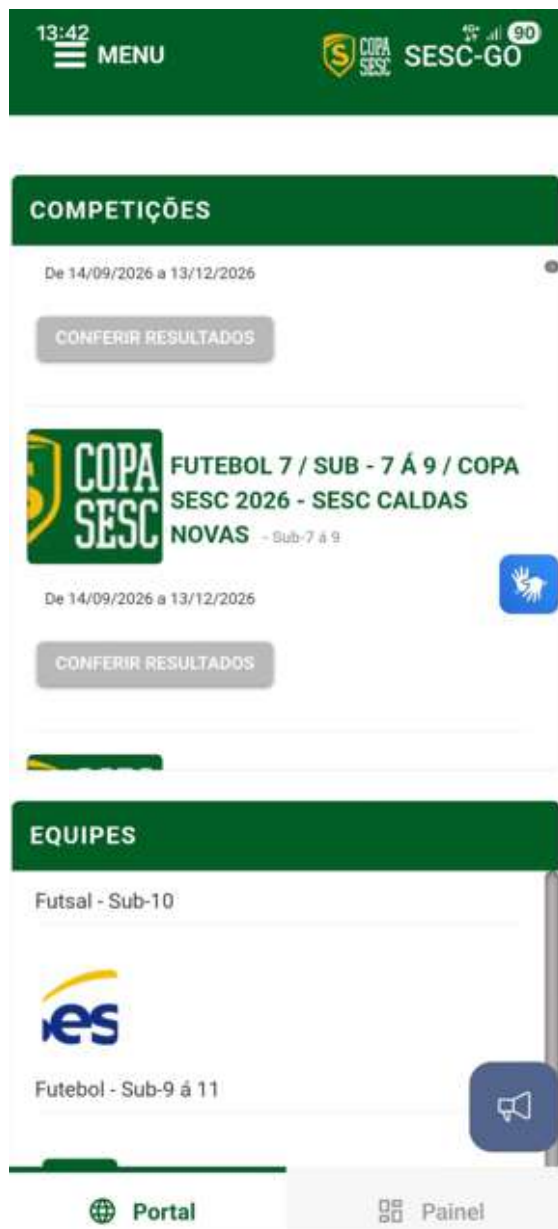 13:42
MENU
COPA
SESC
SESC-GO
4G+
90
COMPETIÇÕES
De 14/09/2026 a 13/12/2026
CONFERIR RESULTADOS
COPA
SESC
FUTEBOL 7 / SUB - 7 Á 9 / COPA
SESC 2026 - SESC CALDAS
NOVAS - Sub-7 á 9
De 14/09/2026 a 13/12/2026
CONFERIR RESULTADOS
EQUIPES
Futsal - Sub-10
es
Futebol - Sub-9 á 11
Portal
Painel